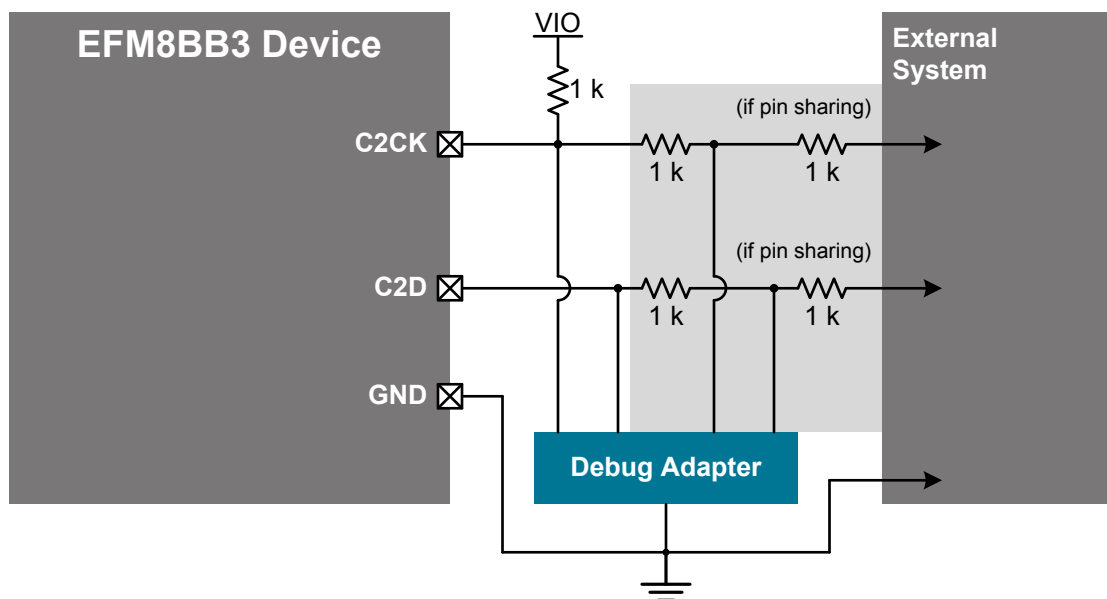 EFM8BB3 Device
VIO
External
System
1 k
(if pin sharing)
C2CK
1 k
1 k
(if pin sharing)
C2D
1 k
1 k
GND
Debug Adapter